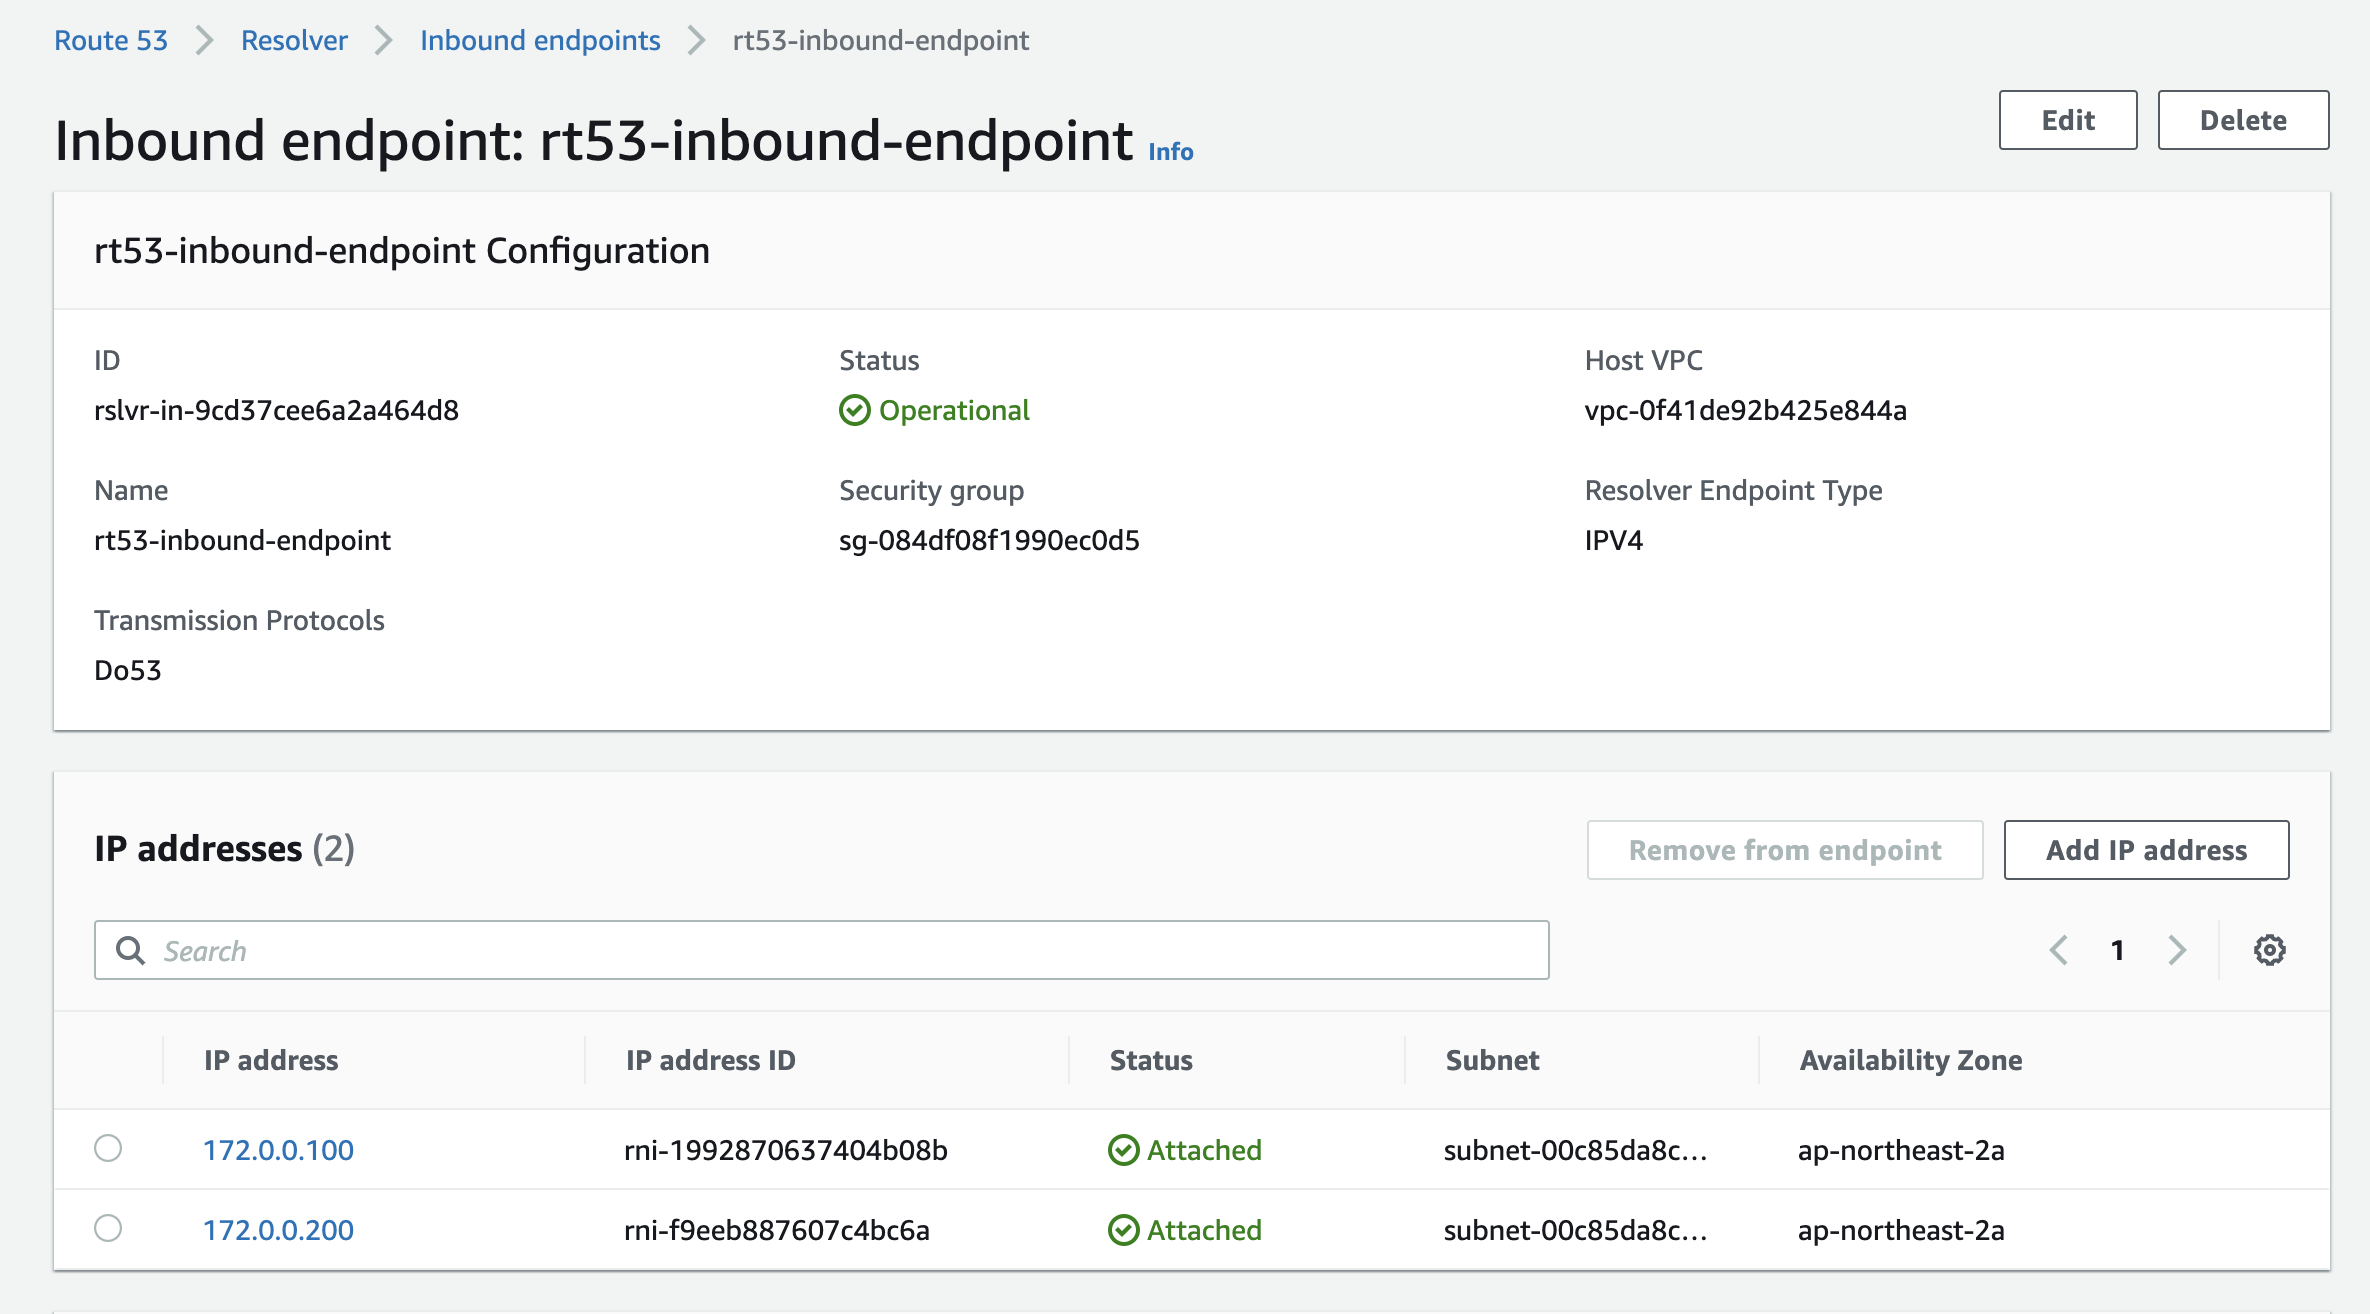 Route 53 > Resolver > Inbound endpoints > rt53-inbound-endpoint
Inbound endpoint: rt53-inbound-endpoint Info
Edit
Delete
rt53-inbound-endpoint Configuration
ID
rslvr-in-9cd37cee6a2a464d8
Status
Operational
Host VPC
vpc-0f41de92b425e844a
Name
rt53-inbound-endpoint
Security group
sg-084df08f1990ec0d5
Resolver Endpoint Type
IPV4
Transmission Protocols
Do53
IP addresses (2)
Remove from endpoint
Add IP address
Search
1
IP address IP address ID Status Subnet Availability Zone
172.0.0.100 rni-1992870637404b08b Attached subnet-00c85da8c... ap-northeast-2a
172.0.0.200 rni-f9eeb887607c4bc6a Attached subnet-00c85da8c... ap-northeast-2a